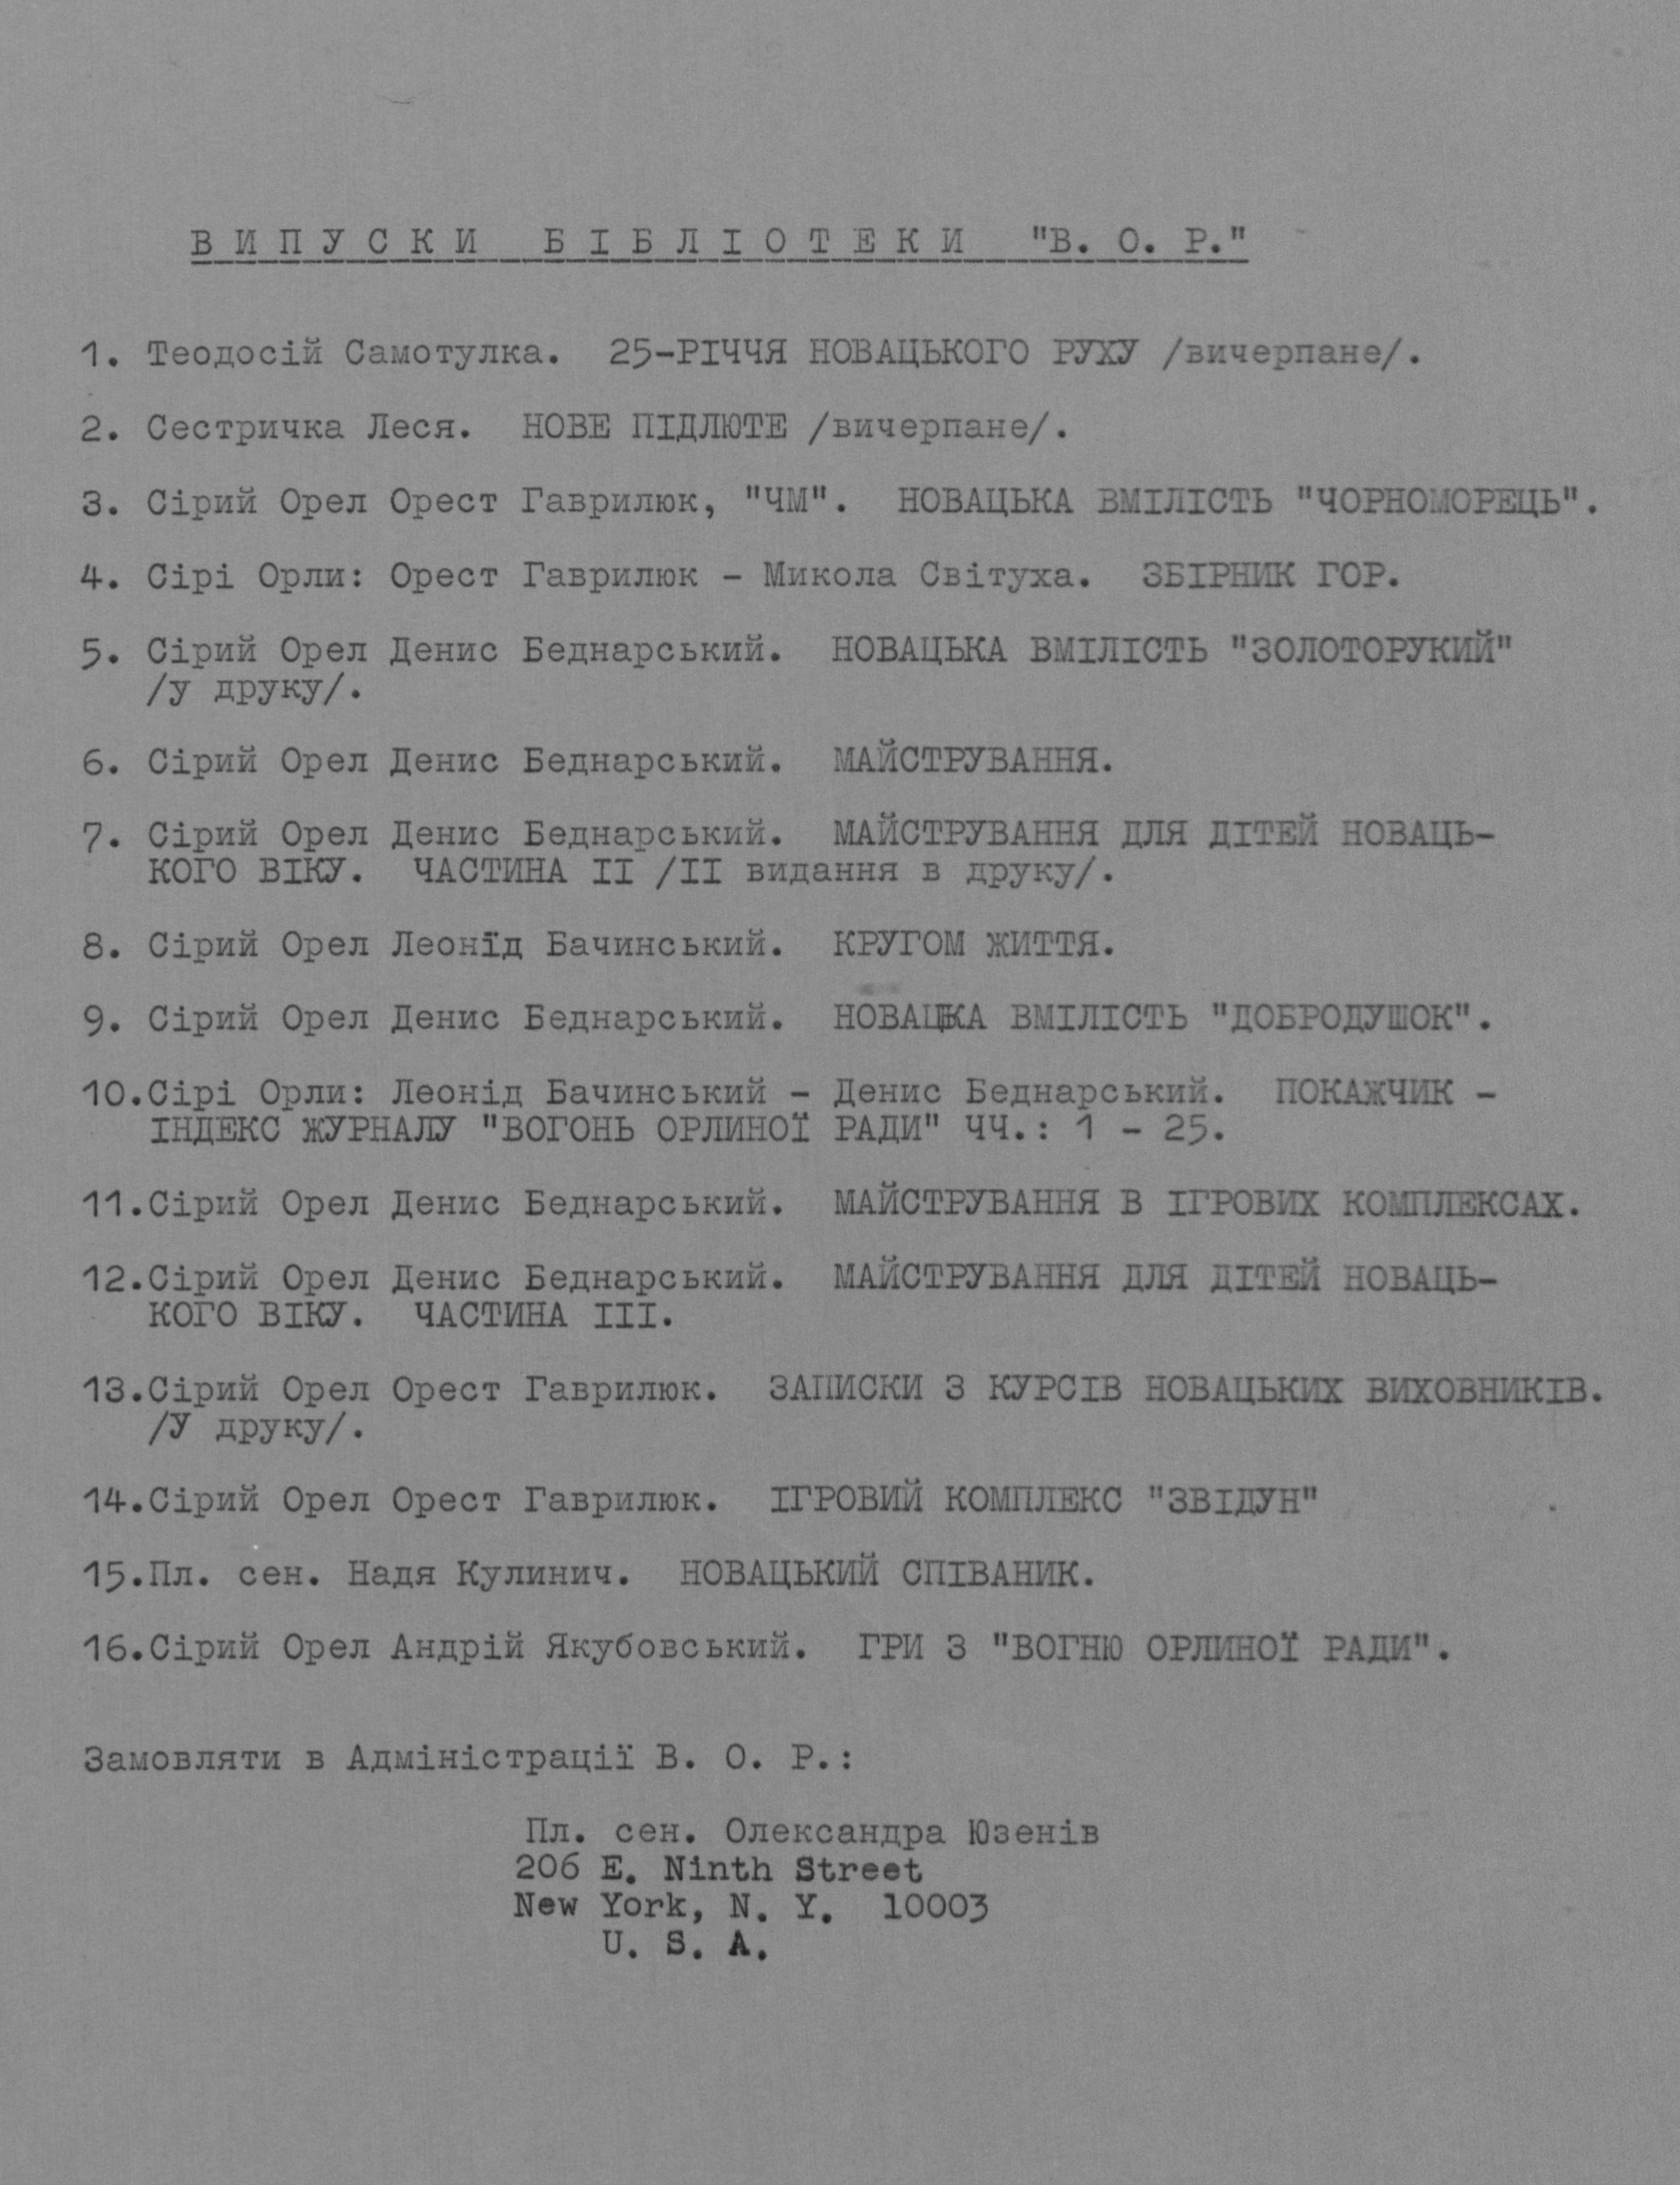 В И П У С К И   Б І Б Л І О Т Е К И   "В. О. Р."
1. Теодосій Самотулка.  25-РІЧЧЯ НОВАЦЬКОГО РУХУ /вичерпане/.
2. Сестричка Леся.  НОВЕ ПІДЛЮТЕ /вичерпане/.
3. Сірий Орел Орест Гаврилюк, "ЧМ".  НОВАЦЬКА ВМІЛІСТЬ "ЧОРНОМОРЕЦЬ".
4. Сірі Орли: Орест Гаврилюк – Микола Світуха.  ЗБІРНИК ГОР.
5. Сірий Орел Денис Беднарський.  НОВАЦЬКА ВМІЛІСТЬ "ЗОЛОТОРУКИЙ"
/у друку/.
6. Сірий Орел Денис Беднарський.  МАЙСТРУВАННЯ.
7. Сірий Орел Денис Беднарський.  МАЙСТРУВАННЯ ДЛЯ ДІТЕЙ НОВАЦЬ-
КОГО ВІКУ.  ЧАСТИНА ІІ /ІІ видання в друку/.
8. Сірий Орел Леонїд Бачинський.  КРУГОМ ЖИТТЯ.
9. Сірий Орел Денис Беднарський.  НОВАЦЬКА ВМІЛІСТЬ "ДОБРОДУШОК".
10.Сірі Орли: Леонід Бачинський – Денис Беднарський.  ПОКАЖЧИК –
ІНДЕКС ЖУРНАЛУ "ВОГОНЬ ОРЛИНОЇ РАДИ" ЧЧ.: 1 – 25.
11.Сірий Орел Денис Беднарський.  МАЙСТРУВАННЯ В ІГРОВИХ КОМПЛЕКСАХ.
12.Сірий Орел Денис Беднарський.  МАЙСТРУВАННЯ ДЛЯ ДІТЕЙ НОВАЦЬ-
КОГО ВІКУ.  ЧАСТИНА ІІІ.
13.Сірий Орел Орест Гаврилюк.  ЗАПИСКИ З КУРСІВ НОВАЦЬКИХ ВИХОВНИКІВ.
/У друку/.
14.Сірий Орел Орест Гаврилюк.  ІГРОВИЙ КОМПЛЕКС "ЗВІДУН"
15.Пл. сен. Надя Кулинич.  НОВАЦЬКИЙ СПІВАНИК.
16.Сірий Орел Андрій Якубовський.  ГРИ З "ВОГНЮ ОРЛИНОЇ РАДИ".
Замовляти в Адміністрації В. О. Р.:
Пл. сен. Олександра Юзенів
206 E. Ninth Street
New York, N. Y.  10003
U. S. A.